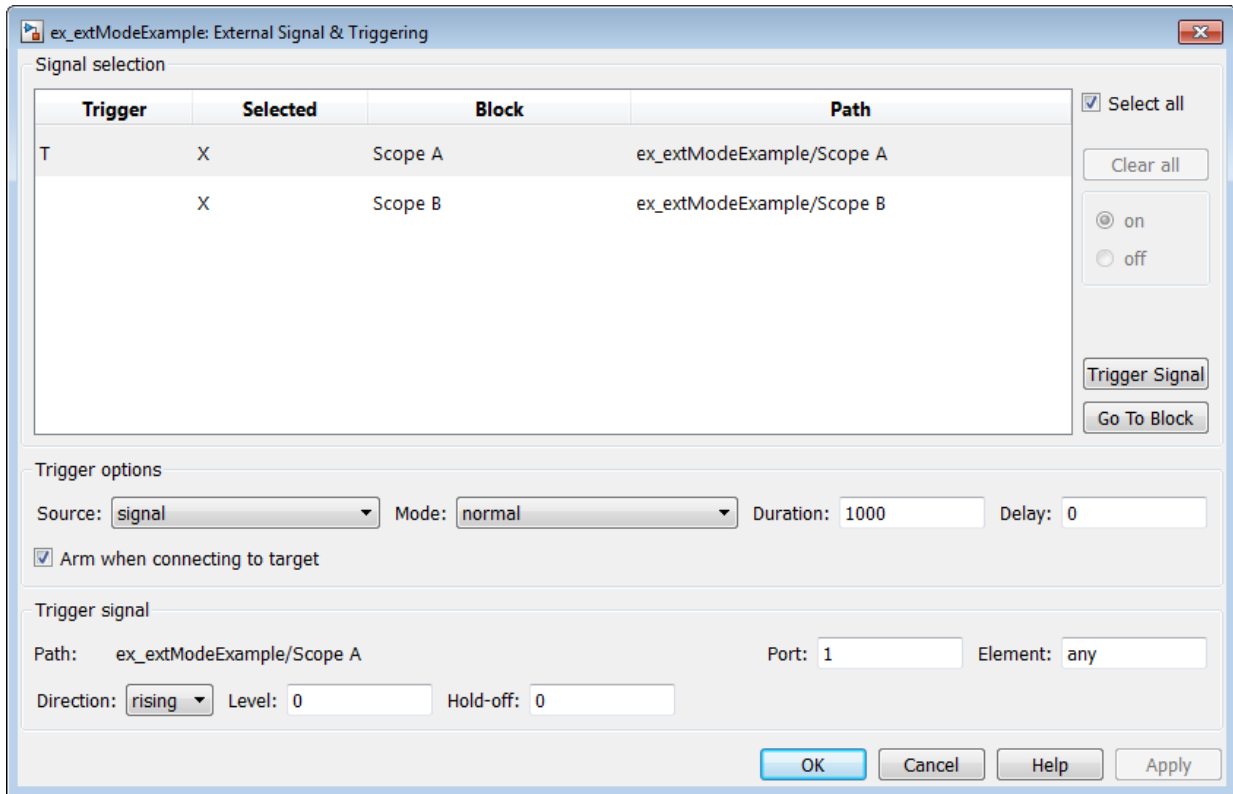 ex_extModeExample: External Signal & Triggering
Signal selection
Trigger Selected Block Path
T X Scope A ex_extModeExample/Scope A
X Scope B ex_extModeExample/Scope B
Select all
Clear all
on
off
Trigger Signal
Go To Block
Trigger options
Source: signal Mode: normal Duration: 1000 Delay: 0
Arm when connecting to target
Trigger signal
Path: ex_extModeExample/Scope A Port: 1 Element: any
Direction: rising Level: 0 Hold-off: 0
OK Cancel Help Apply